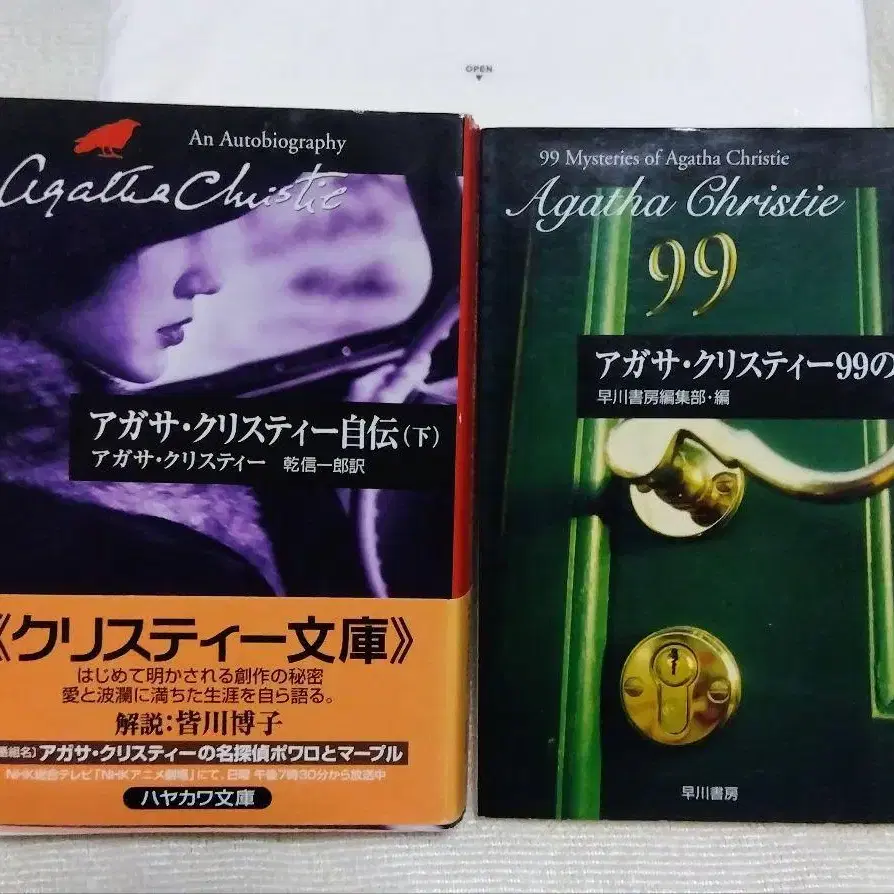 OPEN
An Autobiography
Agatha Christie
アガサ・クリスティー自伝(下)
アガサ・クリスティー 乾信一郎訳
《クリスティー文庫》
はじめて明かされる創作の秘密
愛と波瀾に満ちた生涯を自ら語る。
解説:皆川博子
番組名]アガサ・クリスティーの名探偵ポワロとマープル
NHK総合テレビ「NHKアニメ劇場」にて、日曜 午後7時30分から放送中
ハヤカワ文庫
99 Mysteries of Agatha Christie
Agatha Christie
99
アガサ・クリスティー99の
早川書房編集部・編
早川書房